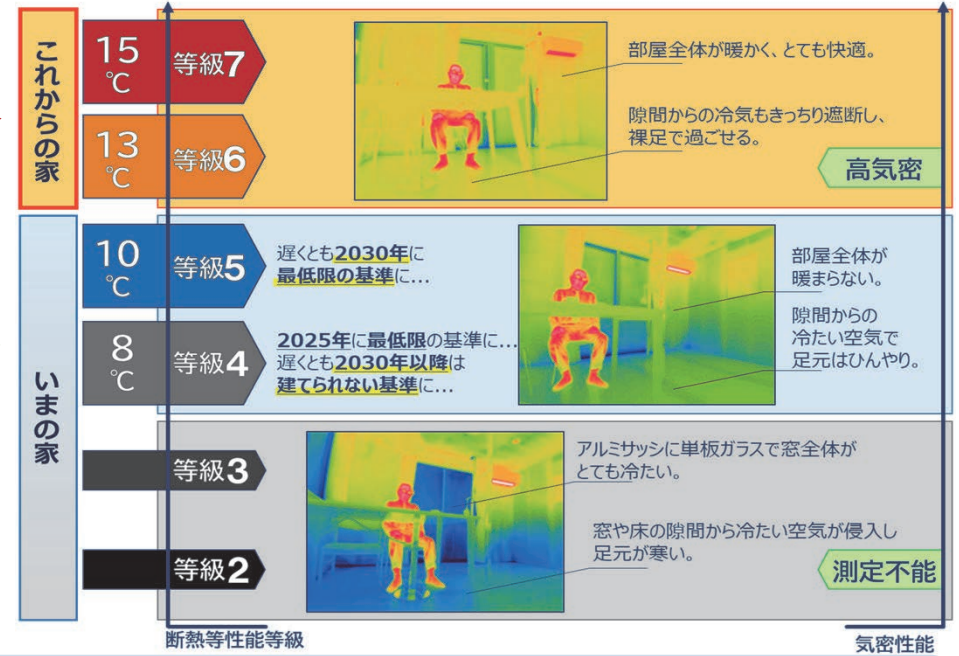 これからの家
15
℃
等級7
部屋全体が暖かく、とても快適。
13
℃
等級6
隙間からの冷気もきっちり遮断し、
裸足で過ごせる。
高気密
いまの家
10
℃
等級5
遅くとも2030年に
最低限の基準に…
部屋全体が
暖まらない。
8
℃
等級4
2025年に最低限の基準に…
遅くとも2030年以降は
建てられない基準に…
隙間からの
冷たい空気で
足元はひんやり。
等級3
アルミサッシに単板ガラスで窓全体が
とても冷たい。
等級2
窓や床の隙間から冷たい空気が侵入し
足元が寒い。
測定不能
断熱等性能等級
気密性能